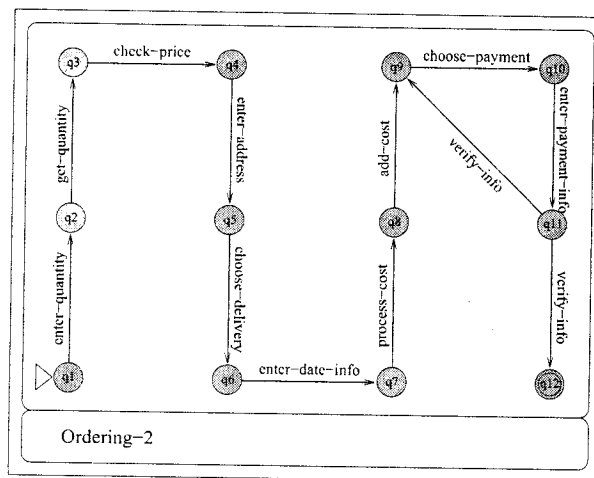 q3
check-price
q4
q9
choose-payment
q10
get-quantity
enter-address
add-cost
verify-info
enter-payment-info
q2
q5
q8
q11
enter-quantity
choose-delivery
process-cost
verify-info
q1
q6
enter-date-info
q7
q12
Ordering-2